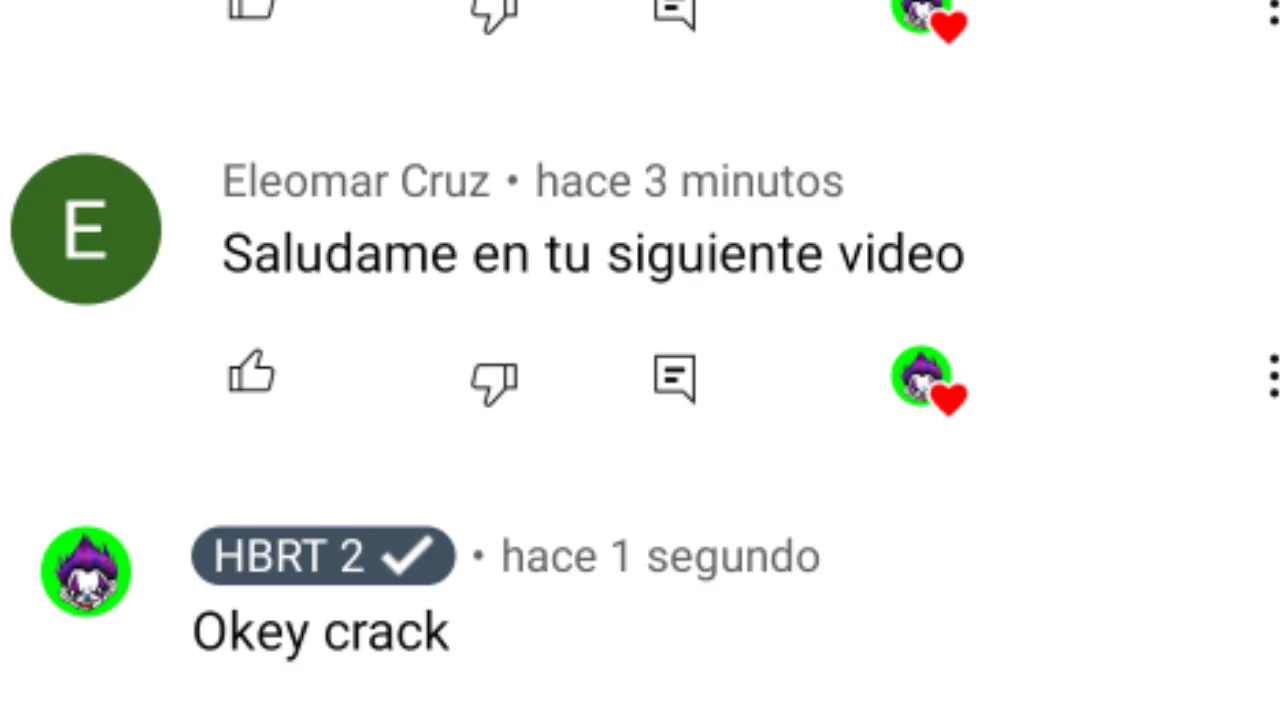 Eleomar Cruz • hace 3 minutos
Saludame en tu siguiente video
HBRT 2 • hace 1 segundo
Okey crack